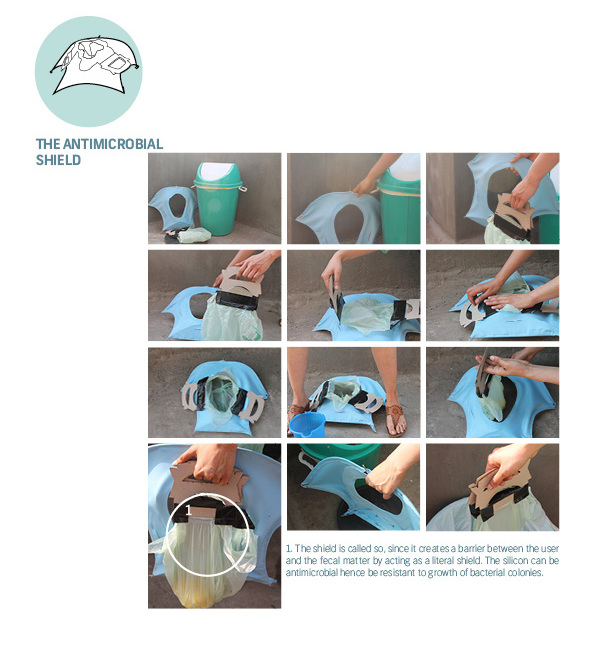 THE ANTIMICROBIAL
SHIELD
1
1. The shield is called so, since it creates a barrier between the user
and the fecal matter by acting as a literal shield. The silicon can be
antimicrobial hence be resistant to growth of bacterial colonies.